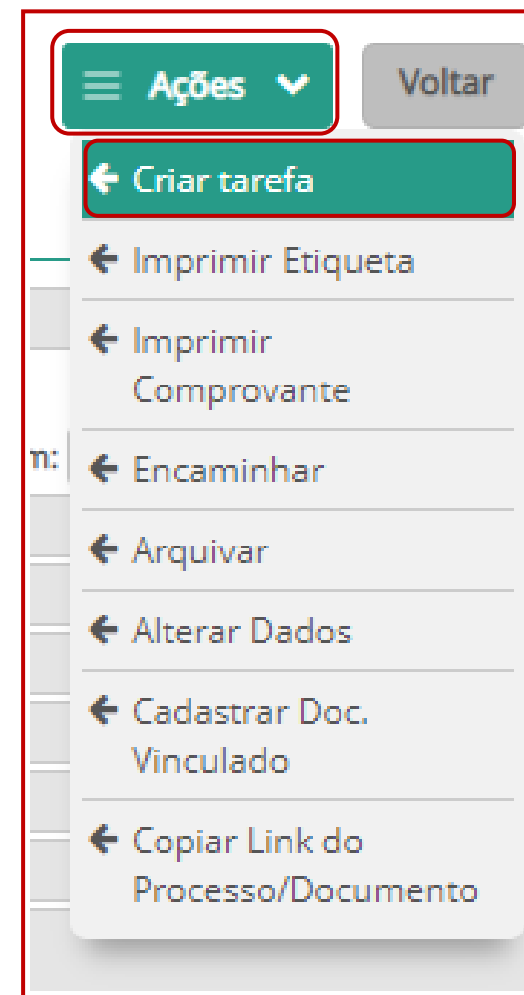 Ações
Voltar
Criar tarefa
Imprimir Etiqueta
Imprimir
Comprovante
m:
Encaminhar
Arquivar
Alterar Dados
Cadastrar Doc.
Vinculado
Copiar Link do
Processo/Documento